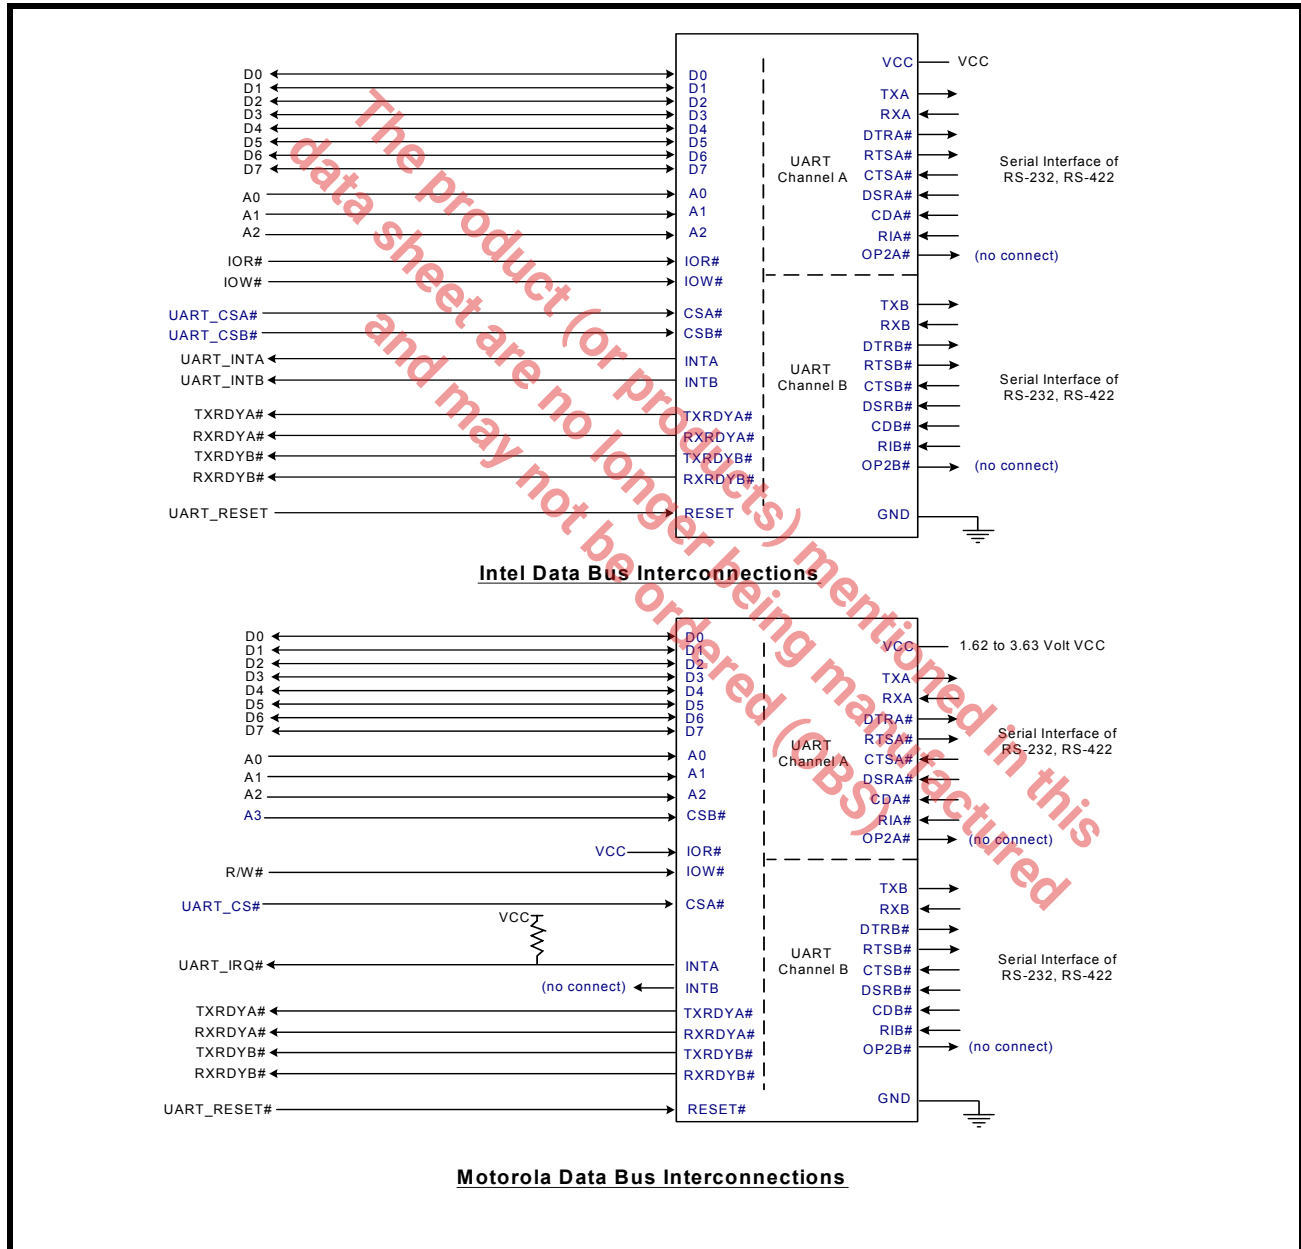 D0
D1
D2
D3
D4
D5
D6
D7
A0
A1
A2
IOR#
IOW#
UART_CSA#
UART_CSB#
UART_INTA
UART_INTB
TXRDYA#
RXRDYA#
TXRDYB#
RXRDYB#
UART_RESET
D0
D1
D2
D3
D4
D5
D6
D7
A0
A1
A2
IOR#
IOW#
CSA#
CSB#
INTA
INTB
TXRDYA#
RXRDYA#
TXRDYB#
RXRDYB#
RESET
UART
Channel A
UART
Channel B
VCC
TXA
RXA
DTRA#
RTSA#
CTSA#
DSRA#
CDA#
RIA#
OP2A#
TXB
RXB
DTRB#
RTSB#
CTSB#
DSRB#
CDB#
RIB#
OP2B#
GND
VCC
Serial Interface of
RS-232, RS-422
(no connect)
Serial Interface of
RS-232, RS-422
(no connect)
Intel Data Bus Interconnections
D0
D1
D2
D3
D4
D5
D6
D7
A0
A1
A2
A3
VCC
R/W#
UART_CS#
VCC
UART_IRQ#
(no connect)
TXRDYA#
RXRDYA#
TXRDYB#
RXRDYB#
UART_RESET#
D0
D1
D2
D3
D4
D5
D6
D7
A0
A1
A2
CSB#
IOR#
IOW#
CSA#
INTA
INTB
TXRDYA#
RXRDYA#
TXRDYB#
RXRDYB#
RESET#
UART
Channel A
UART
Channel B
VCC
TXA
RXA
DTRA#
RTSA#
CTSA#
DSRA#
CDA#
RIA#
OP2A#
TXB
RXB
DTRB#
RTSB#
CTSB#
DSRB#
CDB#
RIB#
OP2B#
GND
1.62 to 3.63 Volt VCC
Serial Interface of
RS-232, RS-422
(no connect)
Serial Interface of
RS-232, RS-422
(no connect)
Motorola Data Bus Interconnections
The product (or products) mentioned in this
data sheet are no longer being manufactured
and may not be ordered (OBS)